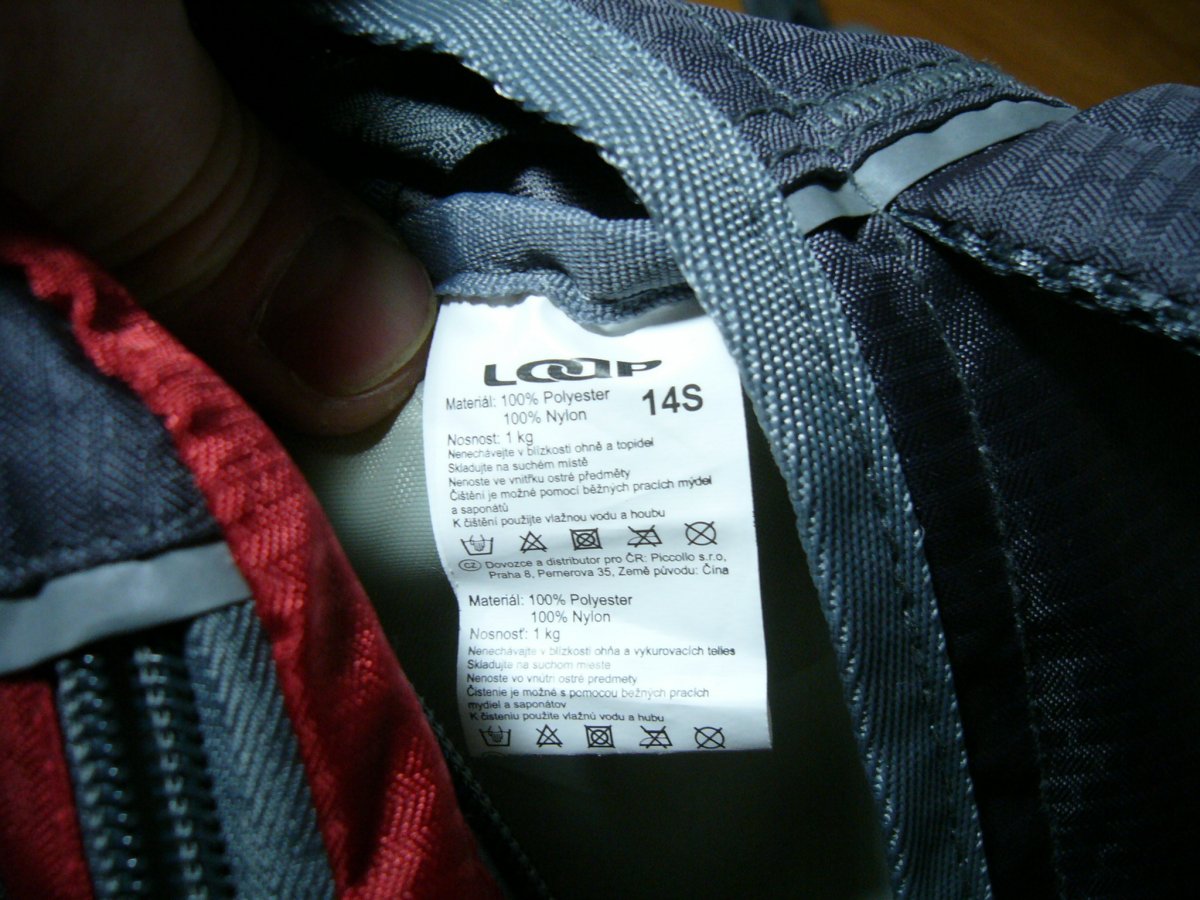 LOAP
Materiál: 100% Polyester
100% Nylon
14S
Nosnost: 1 kg
Nenechávejte v blízkosti ohně a topidel
Skladujte na suchém místě
Nenoste ve vnitřku ostré předměty
Čištění je možné pomocí běžných pracích mýdel
a saponátů
K čištění použijte vlažnou vodu a houbu
CZ Dovozce a distributor pro ČR: Piccollo s.r.o,
Praha 8, Pernerova 35, Země původu: Čína
Materiál: 100% Polyester
100% Nylon
Nosnosť: 1 kg
Nenechávejte v blízkosti ohňa a vykurovacích telies
Skladujte na suchom mieste
Nenoste vo vnútri ostré predmety
Čistenie je možné s pomocou bežných pracích
mydiel a saponátov
K čisteniu použite vlažnú vodu a hubu